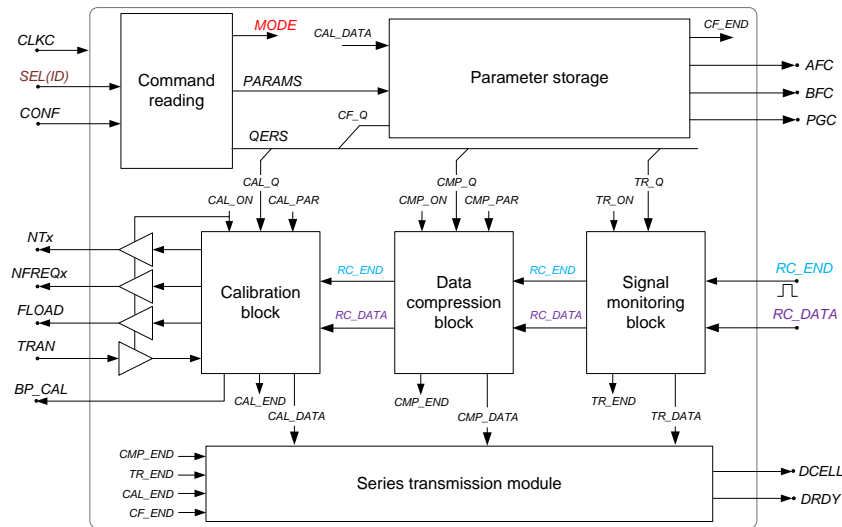 CLKC
SEL(ID)
CONF
Command
reading
MODE
PARAMS
QERS
CAL_DATA
CF_Q
Parameter storage
CF_END
AFC
BFC
PGC
CAL_Q
CMP_Q
TR_Q
CAL_ON
CAL_PAR
CMP_ON
CMP_PAR
TR_ON
NTx
NFREQx
FLOAD
TRAN
BP_CAL
Calibration
block
RC_END
RC_DATA
Data
compression
block
RC_END
RC_DATA
Signal
monitoring
block
RC_END
RC_DATA
CAL_END
CAL_DATA
CMP_END
CMP_DATA
TR_END
TR_DATA
CMP_END
TR_END
CAL_END
CF_END
Series transmission module
DCELL
DRDY